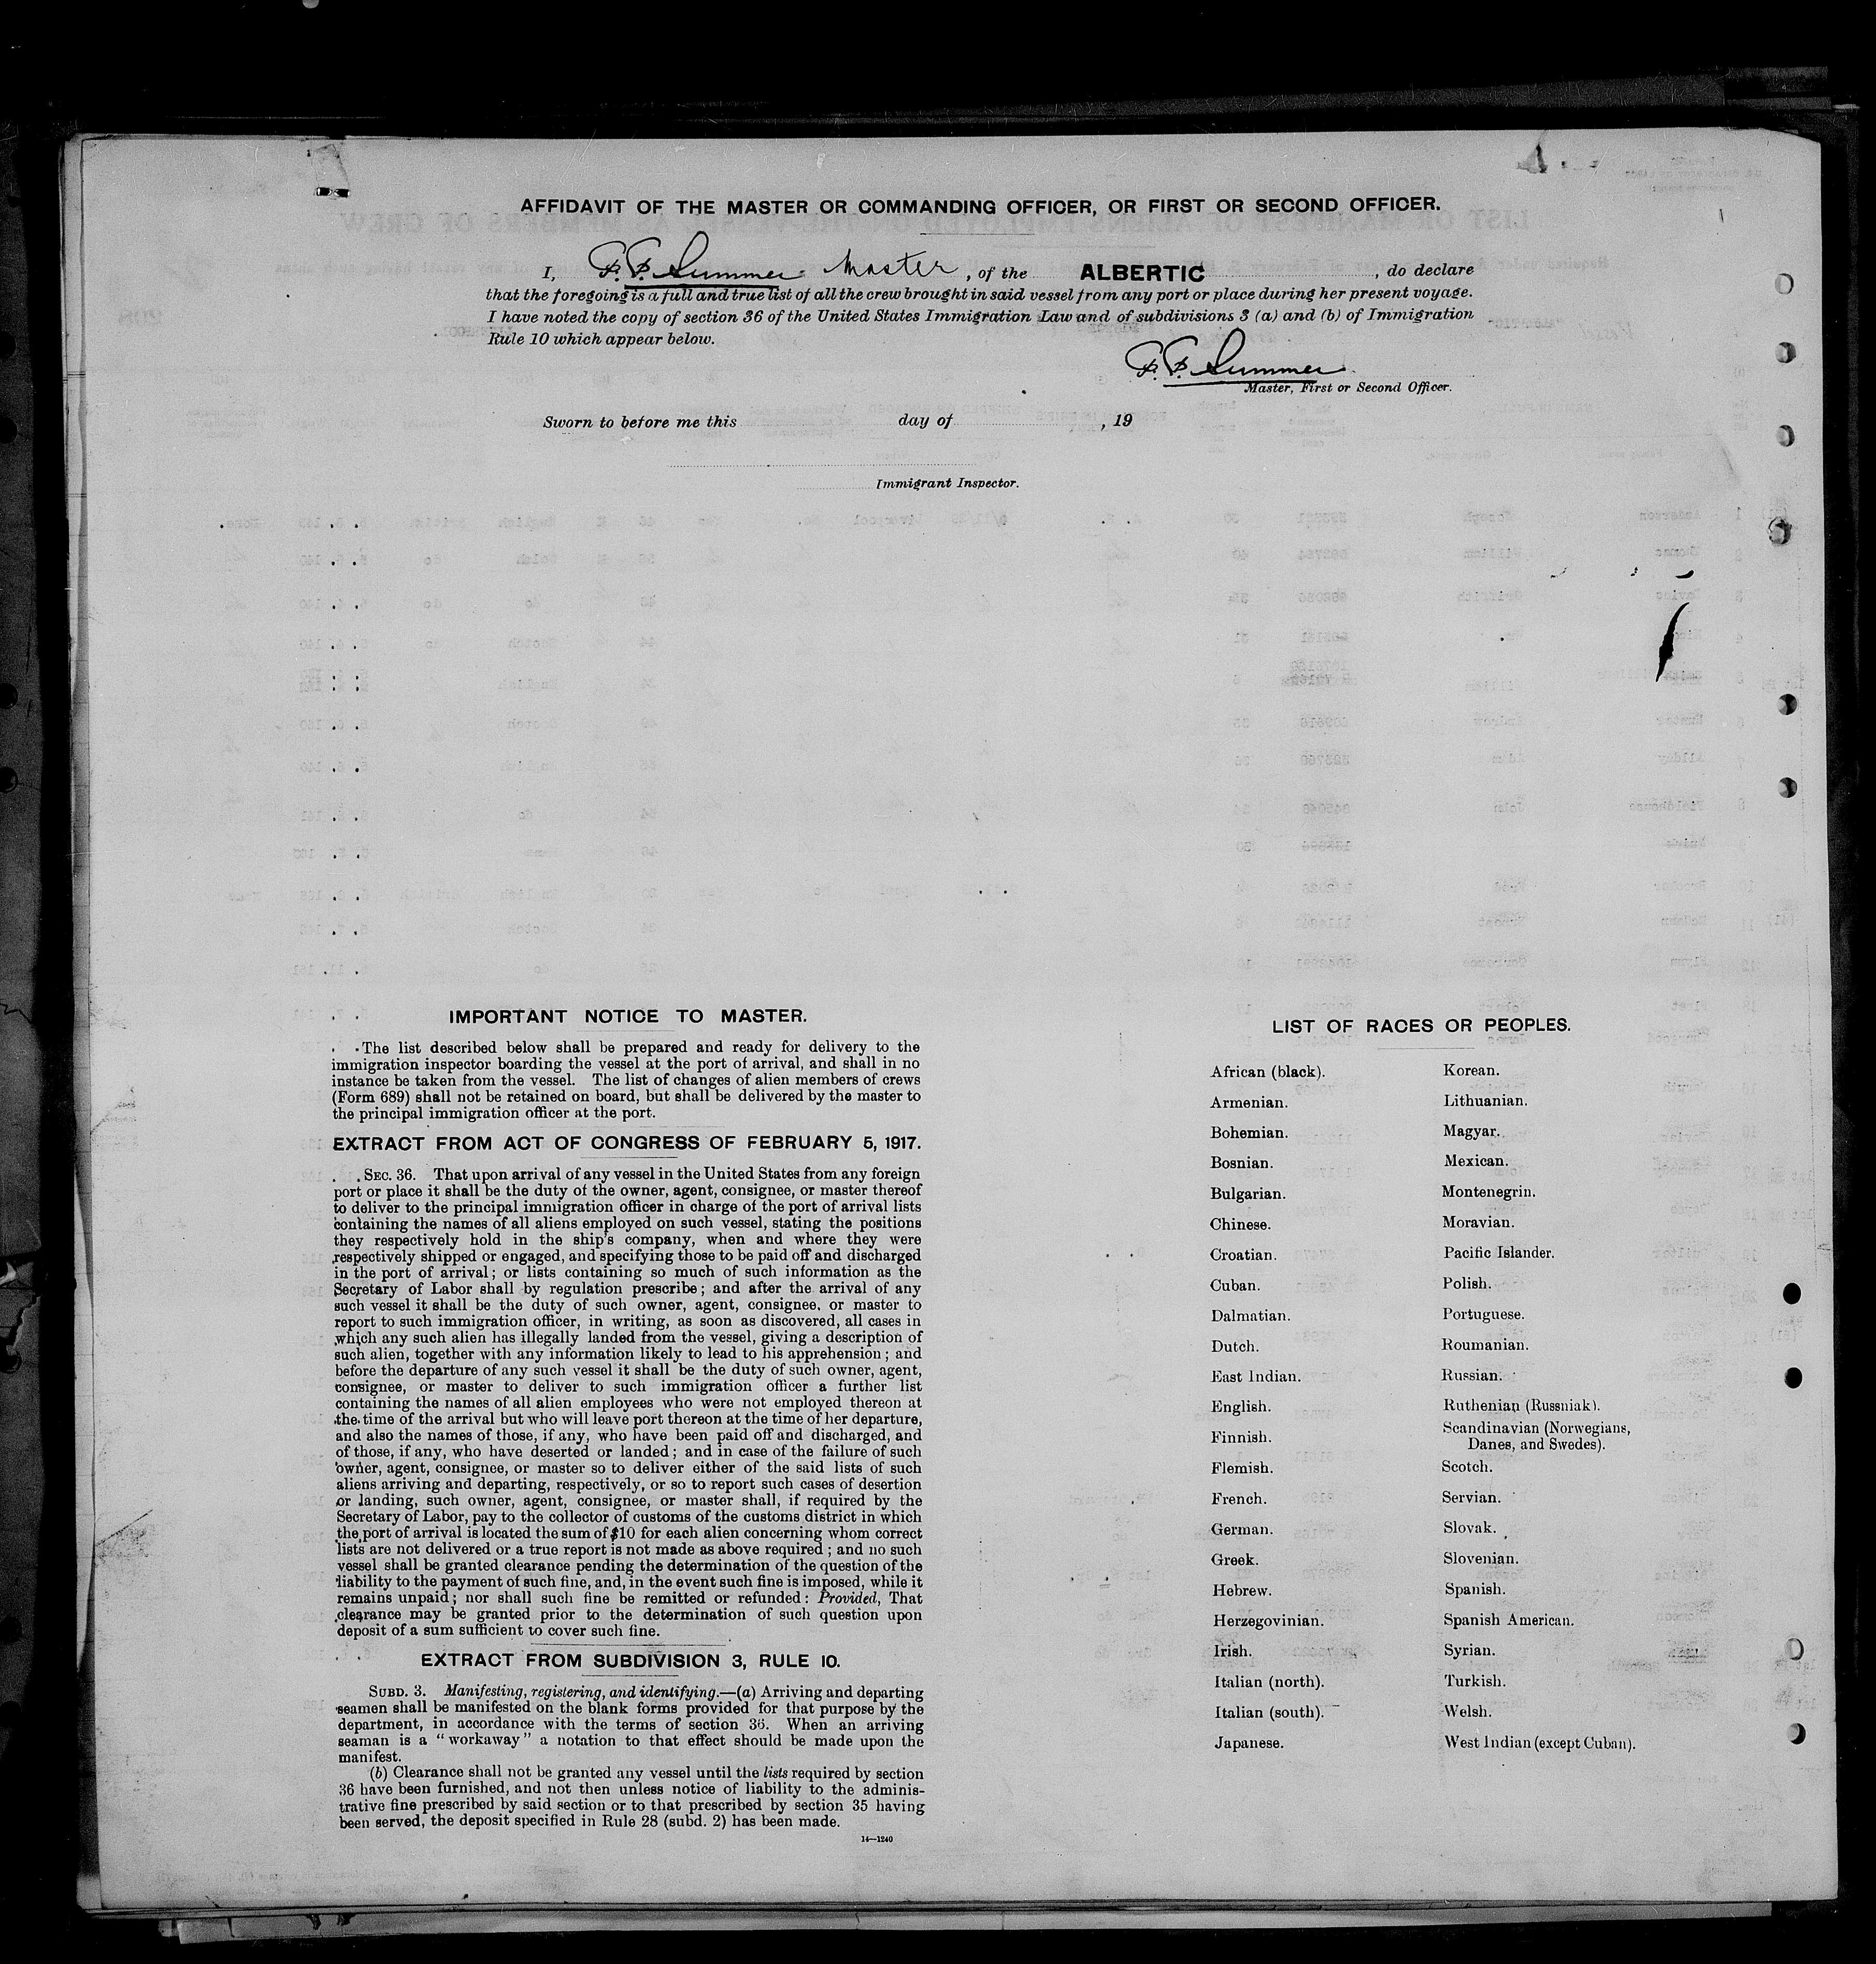 AFFIDAVIT OF THE MASTER OR COMMANDING OFFICER, OR FIRST OR SECOND OFFICER.
I, Summer Master, of the ALBERTIC, do declare
that the foregoing is a full and true list of all the crew brought in said vessel from any port or place during her present voyage.
I have noted the copy of section 36 of the United States Immigration Law and of subdivisions 3 (a) and (b) of Immigration
Rule 10 which appear below.
Summer
Master, First or Second Officer.
Sworn to before me this day of , 19
Immigrant Inspector.
IMPORTANT NOTICE TO MASTER.
The list described below shall be prepared and ready for delivery to the
immigration inspector boarding the vessel at the port of arrival, and shall in no
instance be taken from the vessel. The list of changes of alien members of crews
(Form 689) shall not be retained on board, but shall be delivered by the master to
the principal immigration officer at the port.
EXTRACT FROM ACT OF CONGRESS OF FEBRUARY 5, 1917.
SEC. 36. That upon arrival of any vessel in the United States from any foreign
port or place it shall be the duty of the owner, agent, consignee, or master thereof
to deliver to the principal immigration officer in charge of the port of arrival lists
containing the names of all aliens employed on such vessel, stating the positions
they respectively hold in the ship's company, when and where they were
respectively shipped or engaged, and specifying those to be paid off and discharged
in the port of arrival; or lists containing so much of such information as the
Secretary of Labor shall by regulation prescribe; and after the arrival of any
such vessel it shall be the duty of such owner, agent, consignee, or master to
report to such immigration officer, in writing, as soon as discovered, all cases in
which any such alien has illegally landed from the vessel, giving a description of
such alien, together with any information likely to lead to his apprehension; and
before the departure of any such vessel it shall be the duty of such owner, agent,
consignee, or master to deliver to such immigration officer a further list
containing the names of all alien employees who were not employed thereon at
the time of the arrival but who will leave port thereon at the time of her departure,
and also the names of those, if any, who have been paid off and discharged, and
of those, if any, who have deserted or landed; and in case of the failure of such
owner, agent, consignee, or master so to deliver either of the said lists of such
aliens arriving and departing, respectively, or so to report such cases of desertion
or landing, such owner, agent, consignee, or master shall, if required by the
Secretary of Labor, pay to the collector of customs of the customs district in which
the port of arrival is located the sum of $10 for each alien concerning whom correct
lists are not delivered or a true report is not made as above required; and no such
vessel shall be granted clearance pending the determination of the question of the
liability to the payment of such fine, and, in the event such fine is imposed, while it
remains unpaid; nor shall such fine be remitted or refunded: Provided, That
clearance may be granted prior to the determination of such question upon
deposit of a sum sufficient to cover such fine.
EXTRACT FROM SUBDIVISION 3, RULE 10.
SUBD. 3. Manifesting, registering, and identifying.—(a) Arriving and departing
seamen shall be manifested on the blank forms provided for that purpose by the
department, in accordance with the terms of section 36. When an arriving
seaman is a "workaway" a notation to that effect should be made upon the
manifest.
(b) Clearance shall not be granted any vessel until the lists required by section
36 have been furnished, and not then unless notice of liability to the adminis-
trative fine prescribed by said section or to that prescribed by section 35 having
been served, the deposit specified in Rule 28 (subd. 2) has been made.
14—1240
LIST OF RACES OR PEOPLES.
African (black).
Armenian.
Bohemian.
Bosnian.
Bulgarian.
Chinese.
Croatian.
Cuban.
Dalmatian.
Dutch.
East Indian.
English.
Finnish.
Flemish.
French.
German.
Greek.
Hebrew.
Herzegovinian.
Irish.
Italian (north).
Italian (south).
Japanese.
Korean.
Lithuanian.
Magyar.
Mexican.
Montenegrin.
Moravian.
Pacific Islander.
Polish.
Portuguese.
Roumanian.
Russian.
Ruthenian (Russniak).
Scandinavian (Norwegians,
Danes, and Swedes).
Scotch.
Servian.
Slovak.
Slovenian.
Spanish.
Spanish American.
Syrian.
Turkish.
Welsh.
West Indian (except Cuban).